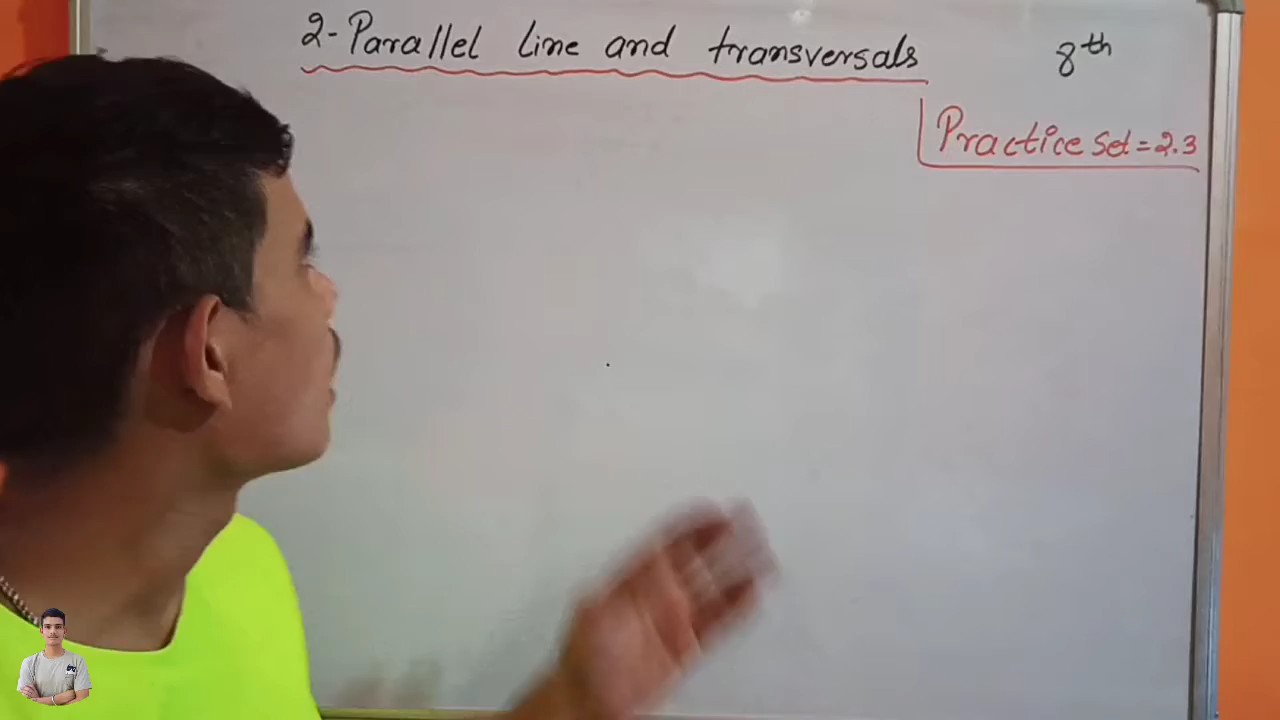 2-Parallel line and transversals
8th
Practice Set = 2.3